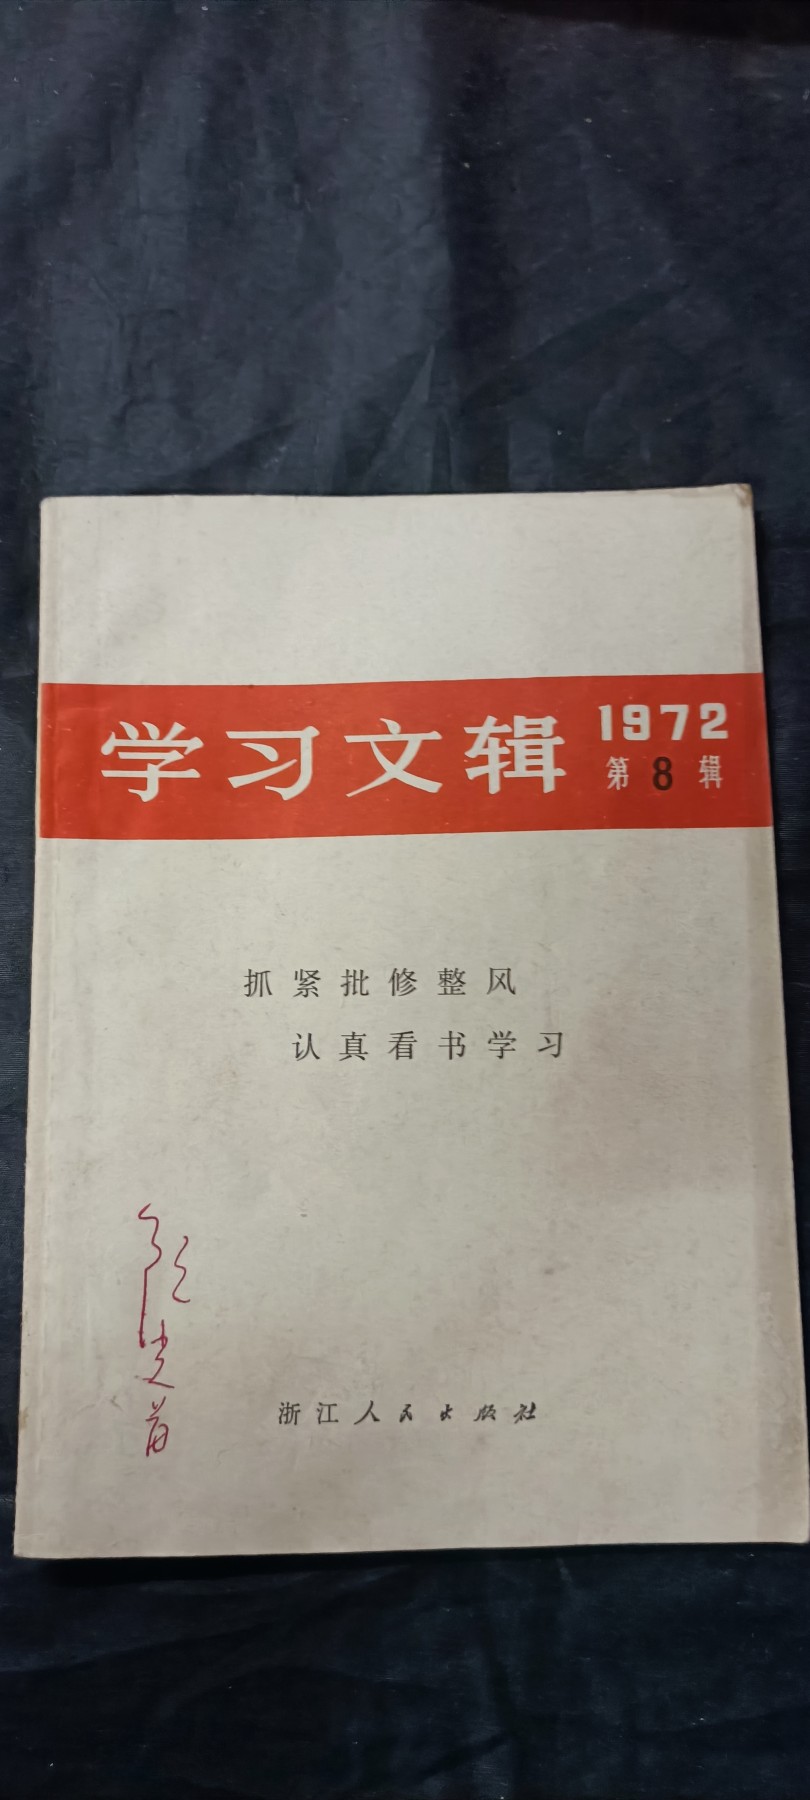 学习文辑
1972
第8辑
抓紧批修整风
认真看书学习
浙江人民出版社